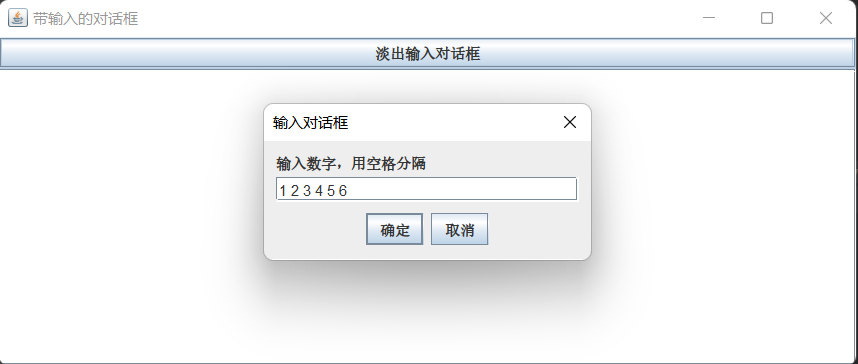 带输入的对话框
淡出输入对话框
输入对话框
输入数字，用空格分隔
1 2 3 4 5 6
确定 取消